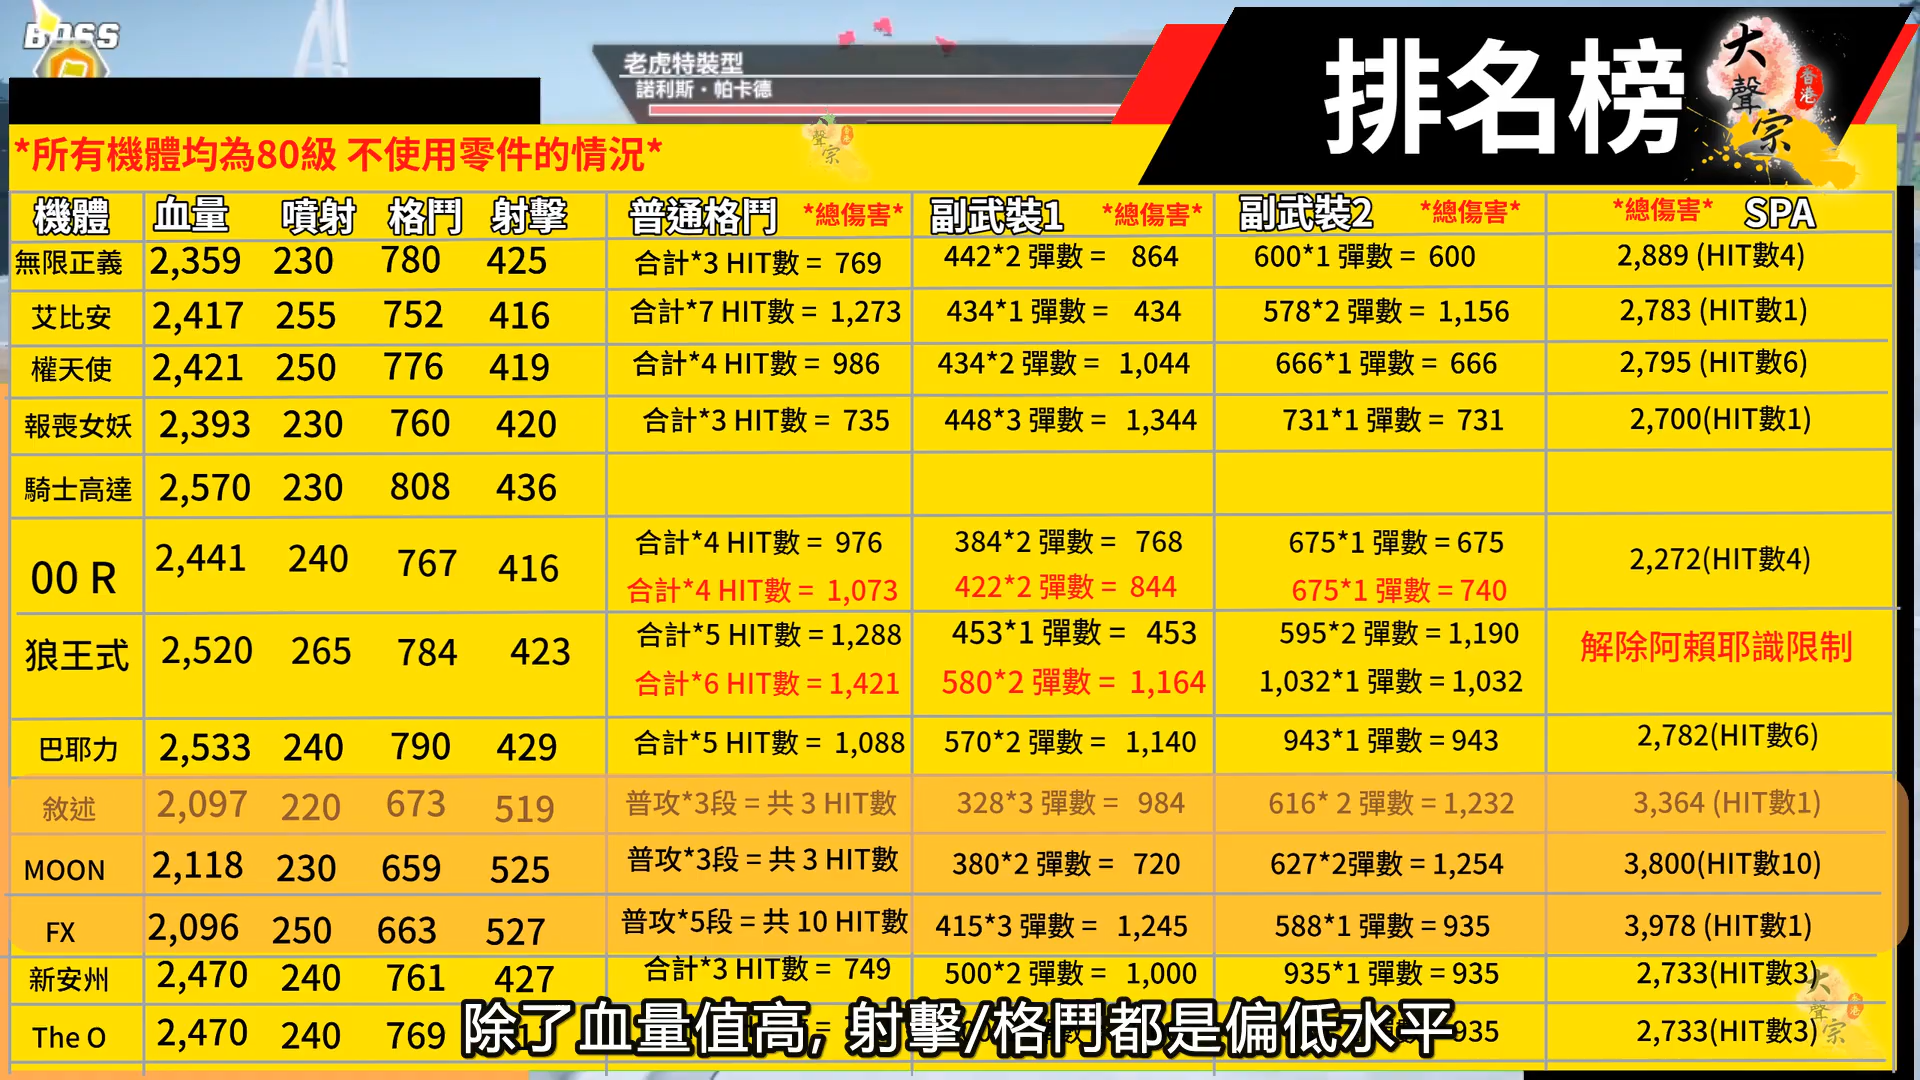 BOSS
老虎特裝型
諾利斯·帕卡德
排名榜
大聲宗
香港
*所有機體均為80級 不使用零件的情況*
機體 血量 噴射 格鬥 射擊 普通格鬥 *總傷害* 副武裝1 *總傷害* 副武裝2 *總傷害* *總傷害* SPA
無限正義 2,359 230 780 425 合計*3 HIT數 = 769 442*2 彈數 = 864 600*1 彈數 = 600 2,889 (HIT數4)
艾比安 2,417 255 752 416 合計*7 HIT數 = 1,273 434*1 彈數 = 434 578*2 彈數 = 1,156 2,783 (HIT數1)
權天使 2,421 250 776 419 合計*4 HIT數 = 986 434*2 彈數 = 1,044 666*1 彈數 = 666 2,795 (HIT數6)
報喪女妖 2,393 230 760 420 合計*3 HIT數 = 735 448*3 彈數 = 1,344 731*1 彈數 = 731 2,700(HIT數1)
騎士高達 2,570 230 808 436
00 R 2,441 240 767 416 合計*4 HIT數 = 976 384*2 彈數 = 768 675*1 彈數 = 675 2,272(HIT數4)
合計*4 HIT數 = 1,073 422*2 彈數 = 844 675*1 彈數 = 740
狼王式 2,520 265 784 423 合計*5 HIT數 = 1,288 453*1 彈數 = 453 595*2 彈數 = 1,190 解除阿賴耶識限制
合計*6 HIT數 = 1,421 580*2 彈數 = 1,164 1,032*1 彈數 = 1,032
巴耶力 2,533 240 790 429 合計*5 HIT數 = 1,088 570*2 彈數 = 1,140 943*1 彈數 = 943 2,782(HIT數6)
敘述 2,097 220 673 519 普攻*3段 = 共 3 HIT數 328*3 彈數 = 984 616* 2 彈數 = 1,232 3,364 (HIT數1)
MOON 2,118 230 659 525 普攻*3段 = 共 3 HIT數 380*2 彈數 = 720 627*2彈數 = 1,254 3,800(HIT數10)
FX 2,096 250 663 527 普攻*5段 = 共 10 HIT數 415*3 彈數 = 1,245 588*1 彈數 = 935 3,978 (HIT數1)
新安州 2,470 240 761 427 合計*3 HIT數 = 749 500*2 彈數 = 1,000 935*1 彈數 = 935 2,733(HIT數3)
The O 2,470 240 769 935 2,733(HIT數3)
除了血量值高, 射擊/格鬥都是偏低水平